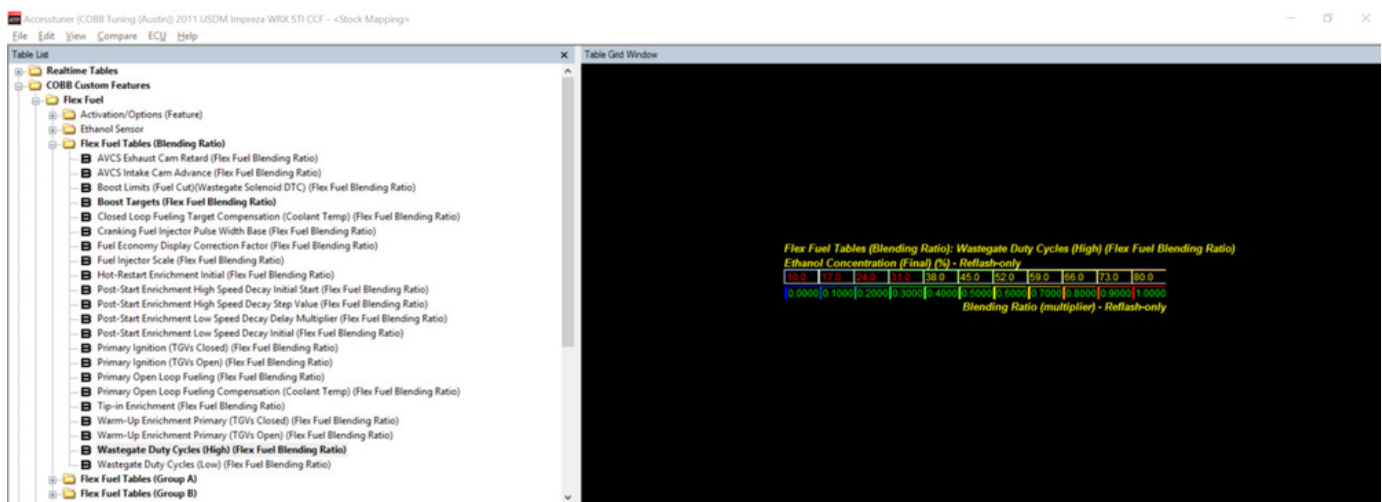 Accesstuner (COBB Tuning (Austin)) 2011 USDM Impreza WRX STI CCF - <Stock Mapping>
File Edit View Compare ECU Help
Table List
Realtime Tables
COBB Custom Features
Flex Fuel
Activation/Options (Feature)
Ethanol Sensor
Flex Fuel Tables (Blending Ratio)
AVCS Exhaust Cam Retard (Flex Fuel Blending Ratio)
AVCS Intake Cam Advance (Flex Fuel Blending Ratio)
Boost Limits (Fuel Cut)(Wastegate Solenoid DTC) (Flex Fuel Blending Ratio)
Boost Targets (Flex Fuel Blending Ratio)
Closed Loop Fueling Target Compensation (Coolant Temp) (Flex Fuel Blending Ratio)
Cranking Fuel Injector Pulse Width Base (Flex Fuel Blending Ratio)
Fuel Economy Display Correction Factor (Flex Fuel Blending Ratio)
Fuel Injector Scale (Flex Fuel Blending Ratio)
Hot-Restart Enrichment Initial (Flex Fuel Blending Ratio)
Post-Start Enrichment High Speed Decay Initial Start (Flex Fuel Blending Ratio)
Post-Start Enrichment High Speed Decay Step Value (Flex Fuel Blending Ratio)
Post-Start Enrichment Low Speed Decay Delay Multiplier (Flex Fuel Blending Ratio)
Post-Start Enrichment Low Speed Decay Initial (Flex Fuel Blending Ratio)
Primary Ignition (TGVs Closed) (Flex Fuel Blending Ratio)
Primary Ignition (TGVs Open) (Flex Fuel Blending Ratio)
Primary Open Loop Fueling (Flex Fuel Blending Ratio)
Primary Open Loop Fueling Compensation (Coolant Temp) (Flex Fuel Blending Ratio)
Tip-in Enrichment (Flex Fuel Blending Ratio)
Warm-Up Enrichment Primary (TGVs Closed) (Flex Fuel Blending Ratio)
Warm-Up Enrichment Primary (TGVs Open) (Flex Fuel Blending Ratio)
Wastegate Duty Cycles (High) (Flex Fuel Blending Ratio)
Wastegate Duty Cycles (Low) (Flex Fuel Blending Ratio)
Flex Fuel Tables (Group A)
Flex Fuel Tables (Group B)
Table Grid Window
Flex Fuel Tables (Blending Ratio): Wastegate Duty Cycles (High) (Flex Fuel Blending Ratio)
Ethanol Concentration (Final) (%) - Reflash-only
10.0 17.0 24.0 31.0 38.0 45.0 52.0 59.0 66.0 73.0 80.0
0.0000 0.1000 0.2000 0.3000 0.4000 0.5000 0.6000 0.7000 0.8000 0.9000 1.0000
Blending Ratio (multiplier) - Reflash-only